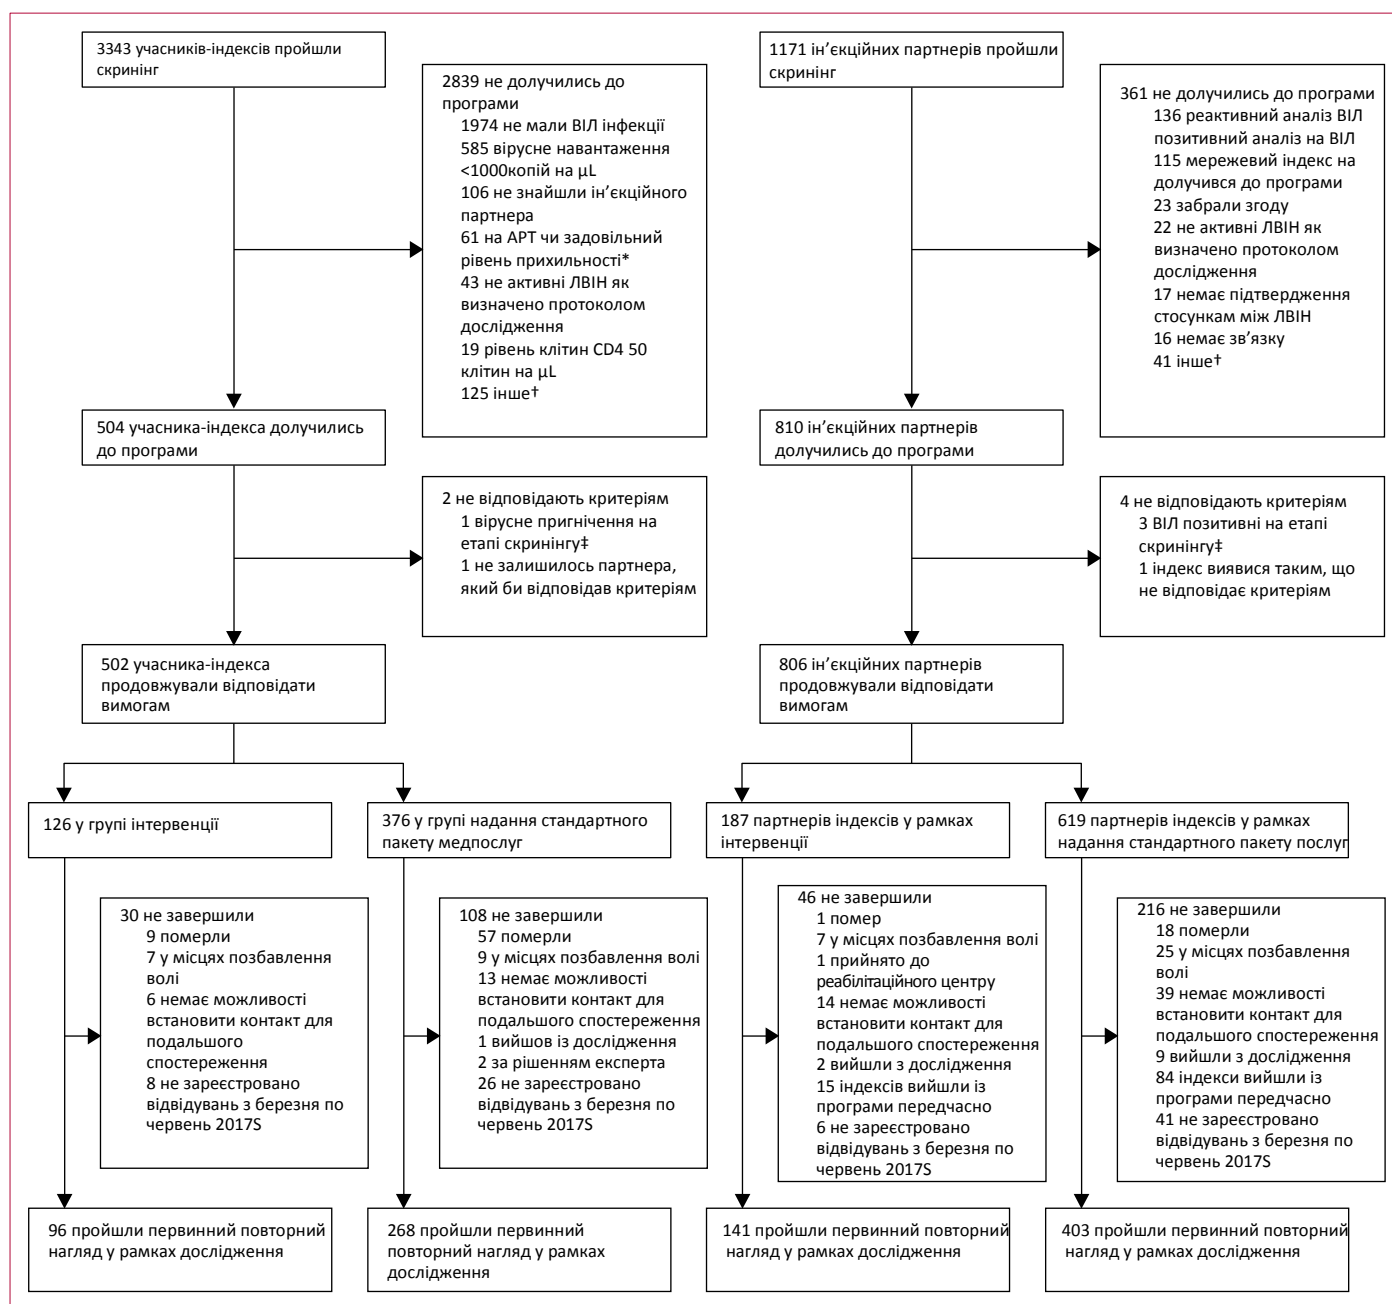 3343 учасників-індексів пройшли
скринінг
2839 не долучились до
програми
1974 не мали ВІЛ інфекції
585 вірусне навантаження
<1000копій на µL
106 не знайшли ін’єкційного
партнера
61 на АРТ чи задовільний
рівень прихильності*
43 не активні ЛВІН як
визначено протоколом
дослідження
19 рівень клітин CD4 50
клітин на µL
125 інше†
504 учасника-індекса долучились
до програми
2 не відповідають критеріям
1 вірусне пригнічення на
етапі скринінгу‡
1 не залишилось партнера,
який би відповідав критеріям
502 учасника-індекса
продовжували відповідати
вимогам
126 у групі інтервенції
376 у групі надання стандартного
пакету медпослуг
30 не завершили
9 померли
7 у місцях позбавлення
волі
6 немає можливості
встановити контакт для
подальшого
спостереження
8 не зареєстровано
відвідувань з березня по
червень 2017S
108 не завершили
57 померли
9 у місцях позбавлення волі
13 немає можливості
встановити контакт для
подальшого спостереження
1 вийшов із дослідження
2 за рішенням експерта
26 не зареєстровано
відвідувань з березня по
червень 2017S
96 пройшли первинний повторний
нагляд у рамках дослідження
268 пройшли первинний
повторний нагляд у рамках
дослідження
1171 ін’єкційних партнерів пройшли
скринінг
361 не долучились до програми
136 реактивний аналіз ВІЛ
позитивний аналіз на ВІЛ
115 мережевий індекс на
долучився до програми
23 забрали згоду
22 не активні ЛВІН як
визначено протоколом
дослідження
17 немає підтвердження
стосункам між ЛВІН
16 немає зв’язку
41 інше†
810 ін’єкційних партнерів
долучились до програми
4 не відповідають критеріям
3 ВІЛ позитивні на етапі
скринінгу‡
1 індекс виявися таким, що
не відповідає критеріям
806 ін’єкційних партнерів
продовжували відповідати
вимогам
187 партнерів індексів у рамках
інтервенції
619 партнерів індексів у рамках
надання стандартного пакету послуг
46 не завершили
1 помер
7 у місцях позбавлення волі
1 прийнято до
реабілітаційного центру
14 немає можливості
встановити контакт для
подальшого спостереження
2 вийшли з дослідження
15 індексів вийшли із
програми передчасно
6 не зареєстровано
відвідувань з березня по
червень 2017S
216 не завершили
18 померли
25 у місцях позбавлення
волі
39 немає можливості
встановити контакт для
подальшого спостереження
9 вийшли з дослідження
84 індекси вийшли із
програми передчасно
41 не зареєстровано
відвідувань з березня по
червень 2017S
141 пройшли первинний повторний
нагляд у рамках дослідження
403 пройшли первинний повторний
нагляд у рамках дослідження